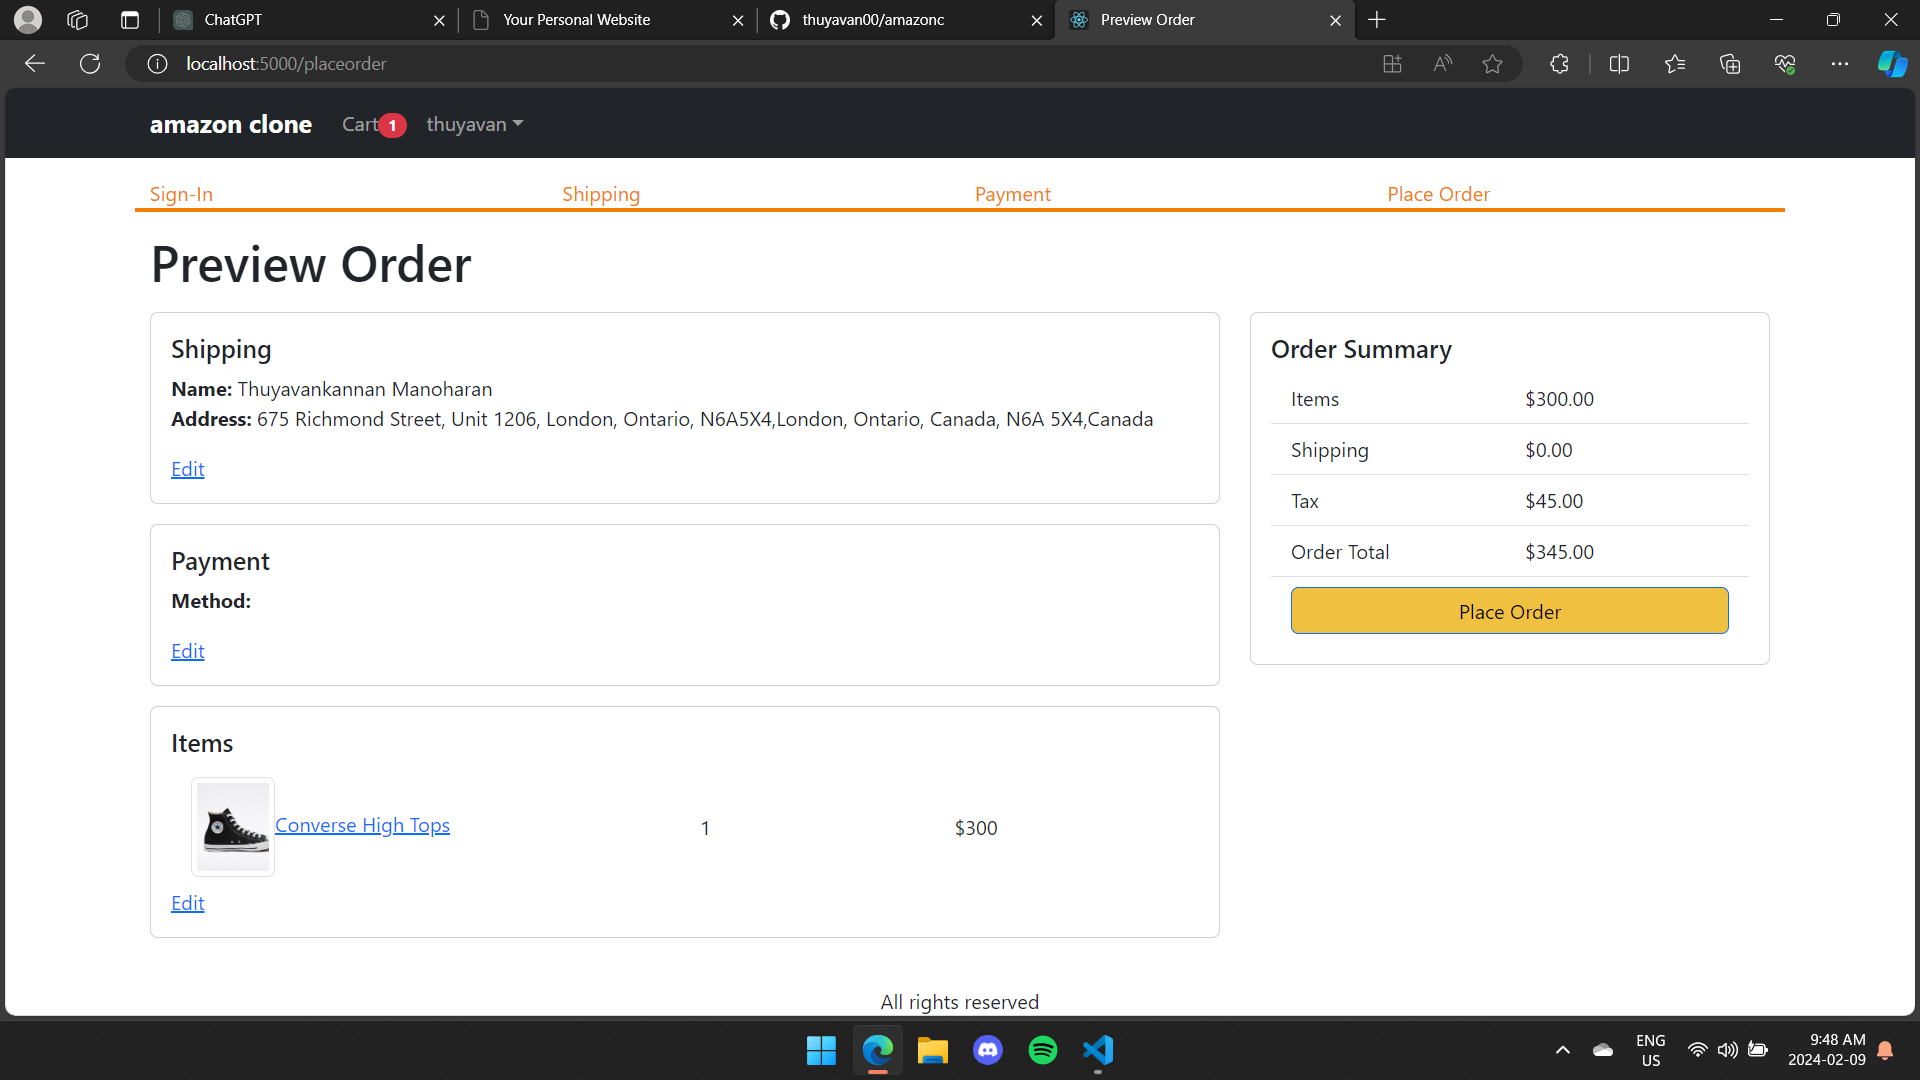 ChatGPT
Your Personal Website
thuyavan00/amazonc
Preview Order
localhost:5000/placeorder
amazon clone
Cart 1
thuyavan
Sign-In
Shipping
Payment
Place Order
Preview Order
Shipping
Name: Thuyavankannan Manoharan
Address: 675 Richmond Street, Unit 1206, London, Ontario, N6A5X4,London, Ontario, Canada, N6A 5X4,Canada
Edit
Payment
Method:
Edit
Items
Converse High Tops 1 $300
Edit
Order Summary
Items $300.00
Shipping $0.00
Tax $45.00
Order Total $345.00
Place Order
All rights reserved
ENG
US
9:48 AM
2024-02-09